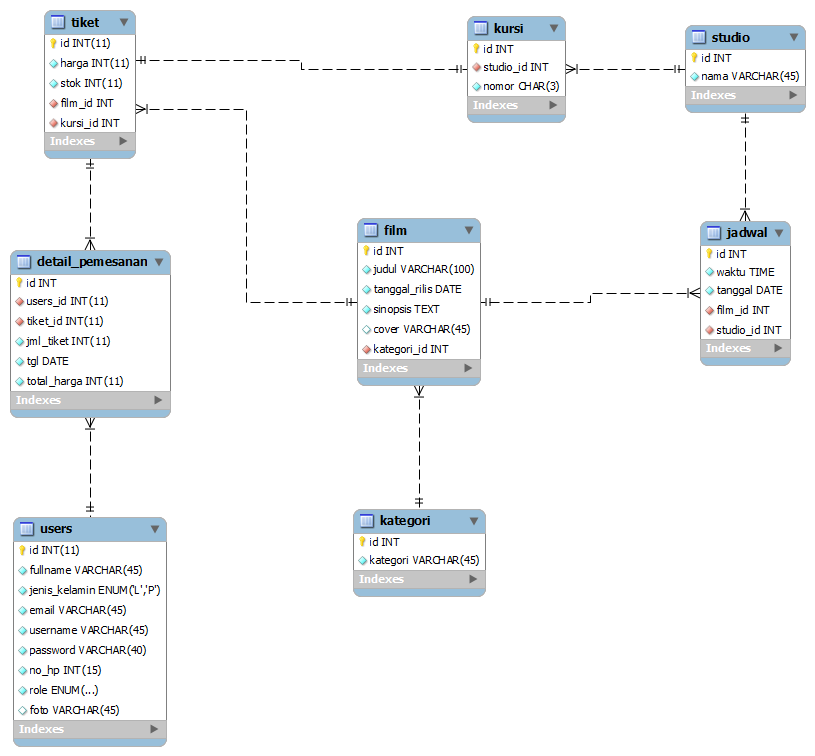 tiket
id INT(11)
harga INT(11)
stok INT(11)
film_id INT
kursi_id INT
Indexes
kursi
id INT
studio_id INT
nomor CHAR(3)
Indexes
studio
id INT
nama VARCHAR(45)
Indexes
detail_pemesanan
id INT
users_id INT(11)
tiket_id INT(11)
jml_tiket INT(11)
tgl DATE
total_harga INT(11)
Indexes
film
id INT
judul VARCHAR(100)
tanggal_rilis DATE
sinopsis TEXT
cover VARCHAR(45)
kategori_id INT
Indexes
jadwal
id INT
waktu TIME
tanggal DATE
film_id INT
studio_id INT
Indexes
users
id INT(11)
fullname VARCHAR(45)
jenis_kelamin ENUM('L','P')
email VARCHAR(45)
username VARCHAR(45)
password VARCHAR(40)
no_hp INT(15)
role ENUM(...)
foto VARCHAR(45)
Indexes
kategori
id INT
kategori VARCHAR(45)
Indexes